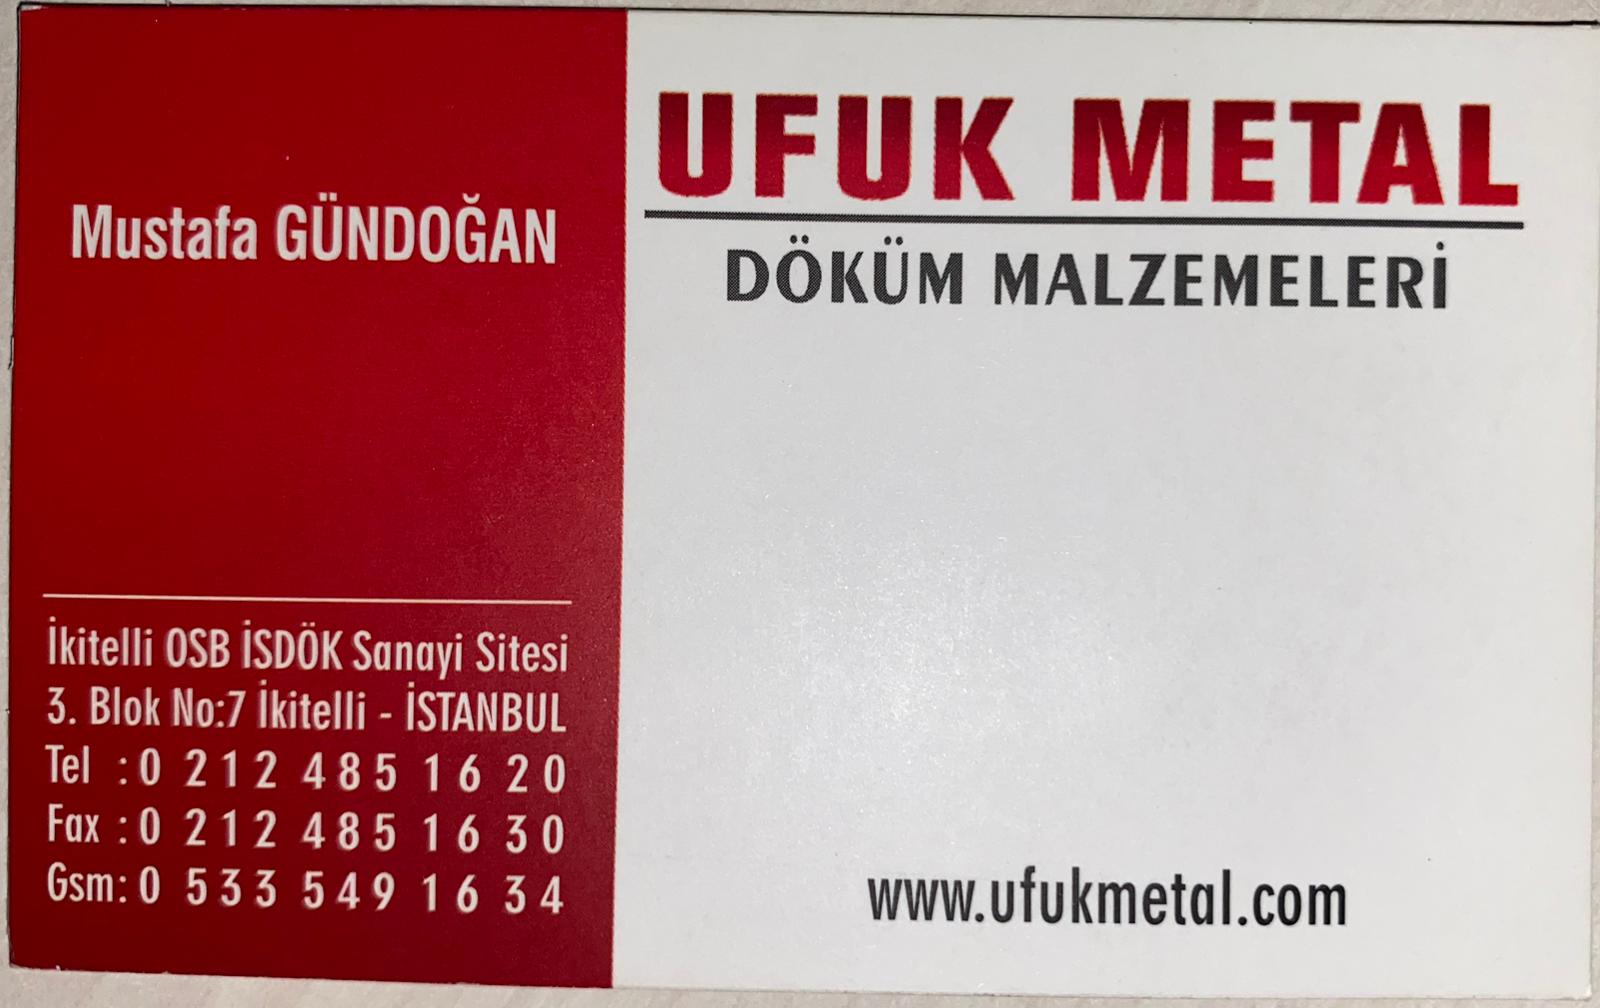 Mustafa GÜNDOĞAN
İkitelli OSB İSDÖK Sanayi Sitesi
3. Blok No:7 İkitelli - İSTANBUL
Tel :0 212 485 16 20
Fax :0 212 485 16 30
Gsm:0 533 549 16 34
UFUK METAL
DÖKÜM MALZEMELERİ
www.ufukmetal.com